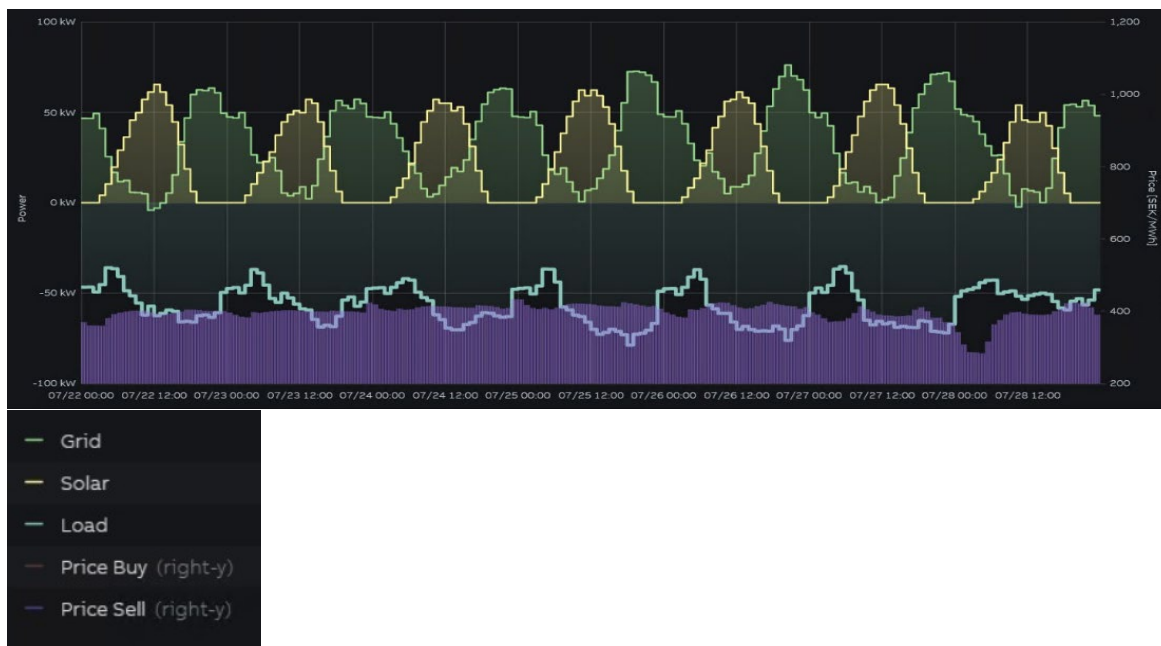 100 kW
1,200
1,000
50 kW
800
Power
0 kW
Price [SEK/MWh]
600
-50 kW
400
-100 kW
200
07/22 00:00 07/22 12:00 07/23 00:00 07/23 12:00 07/24 00:00 07/24 12:00 07/25 00:00 07/25 12:00 07/26 00:00 07/26 12:00 07/27 00:00 07/27 12:00 07/28 00:00 07/28 12:00
Grid
Solar
Load
Price Buy (right-y)
Price Sell (right-y)